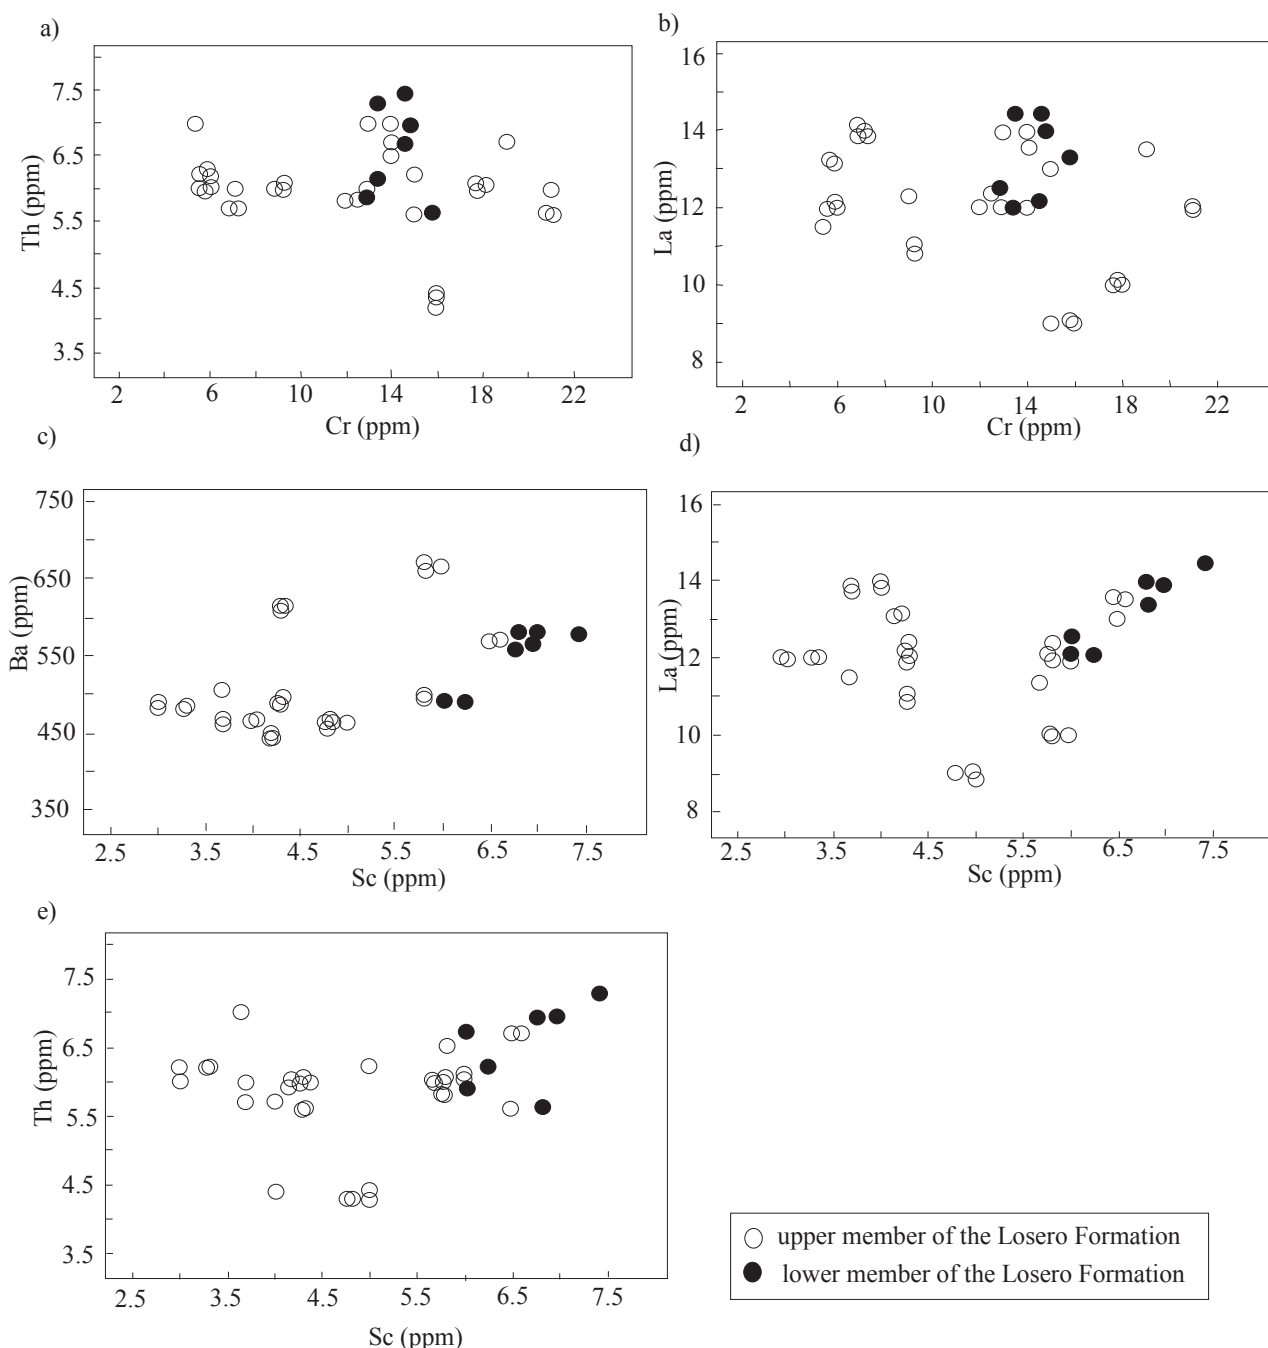 a)
7.5
6.5
5.5
4.5
3.5
Th (ppm)
2 6 10 14 18 22
Cr (ppm)
b)
16
14
12
10
8
La (ppm)
2 6 10 14 18 22
Cr (ppm)
c)
750
650
550
450
350
Ba (ppm)
2.5 3.5 4.5 5.5 6.5 7.5
Sc (ppm)
d)
16
14
12
10
8
La (ppm)
2.5 3.5 4.5 5.5 6.5 7.5
Sc (ppm)
e)
7.5
6.5
5.5
4.5
3.5
Th (ppm)
2.5 3.5 4.5 5.5 6.5 7.5
Sc (ppm)
upper member of the Losero Formation
lower member of the Losero Formation